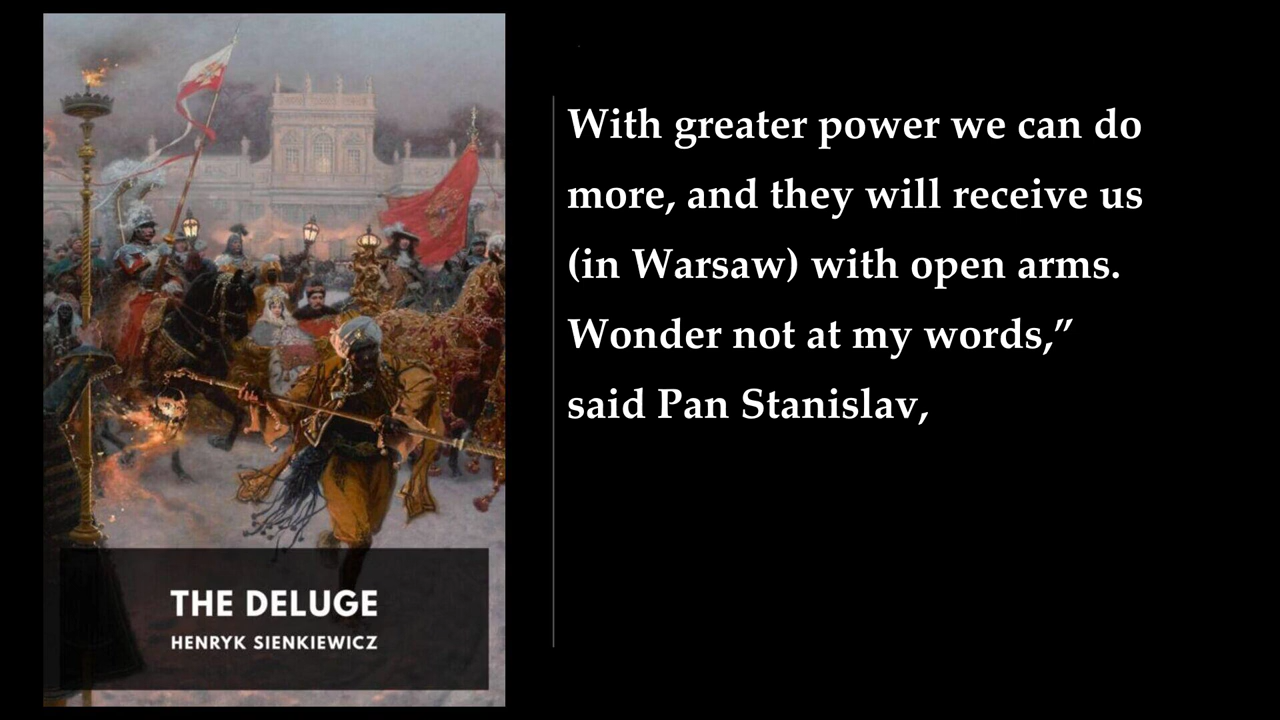 With greater power we can do
more, and they will receive us
(in Warsaw) with open arms.
Wonder not at my words,”
said Pan Stanislav,
THE DELUGE
HENRYK SIENKIEWICZ